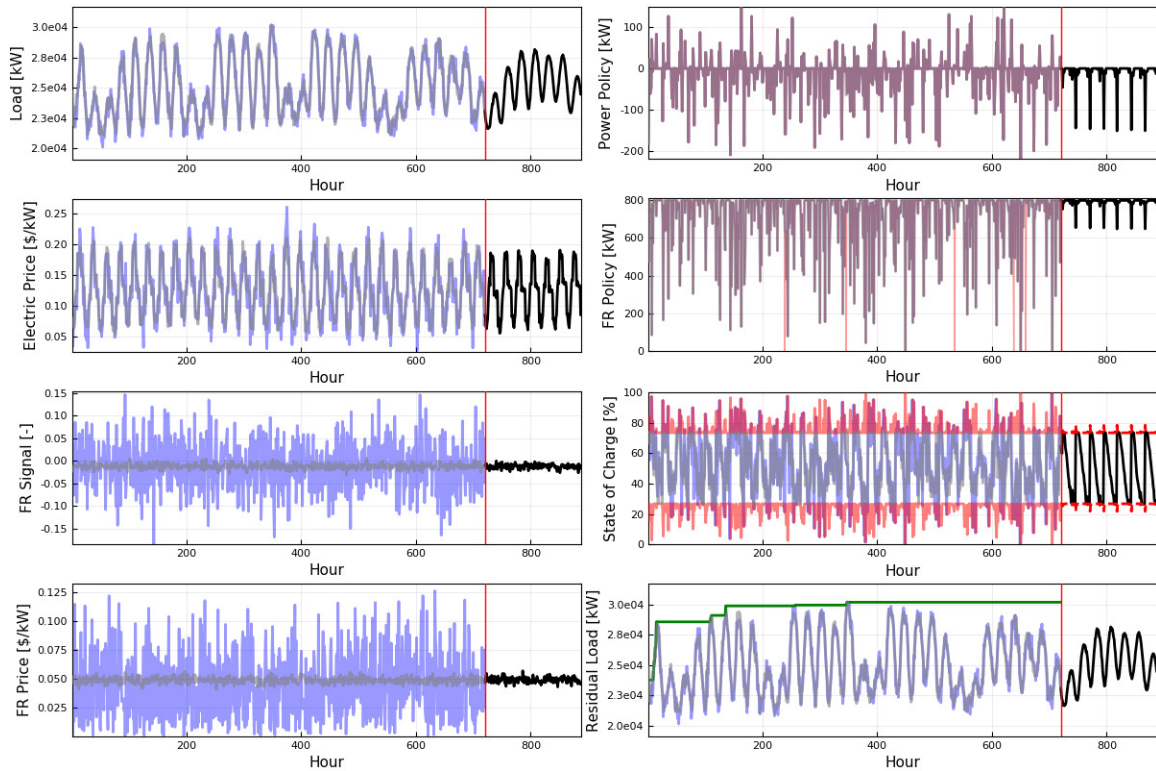 Load [kW]
3.0e04
2.8e04
2.5e04
2.3e04
2.0e04
200
400
600
800
Hour
Power Policy [kW]
100
0
-100
-200
200
400
600
800
Hour
Electric Price [$/kW]
0.25
0.20
0.15
0.10
0.05
200
400
600
800
Hour
FR Policy [kW]
800
600
400
200
0
200
400
600
800
Hour
FR Signal [-]
0.15
0.10
0.05
0.00
-0.05
-0.10
-0.15
200
400
600
800
Hour
State of Charge [%]
100
80
60
40
20
0
200
400
600
800
Hour
FR Price [$/kW]
0.125
0.100
0.075
0.050
0.025
200
400
600
800
Hour
Residual Load [kW]
3.0e04
2.8e04
2.5e04
2.3e04
2.0e04
200
400
600
800
Hour